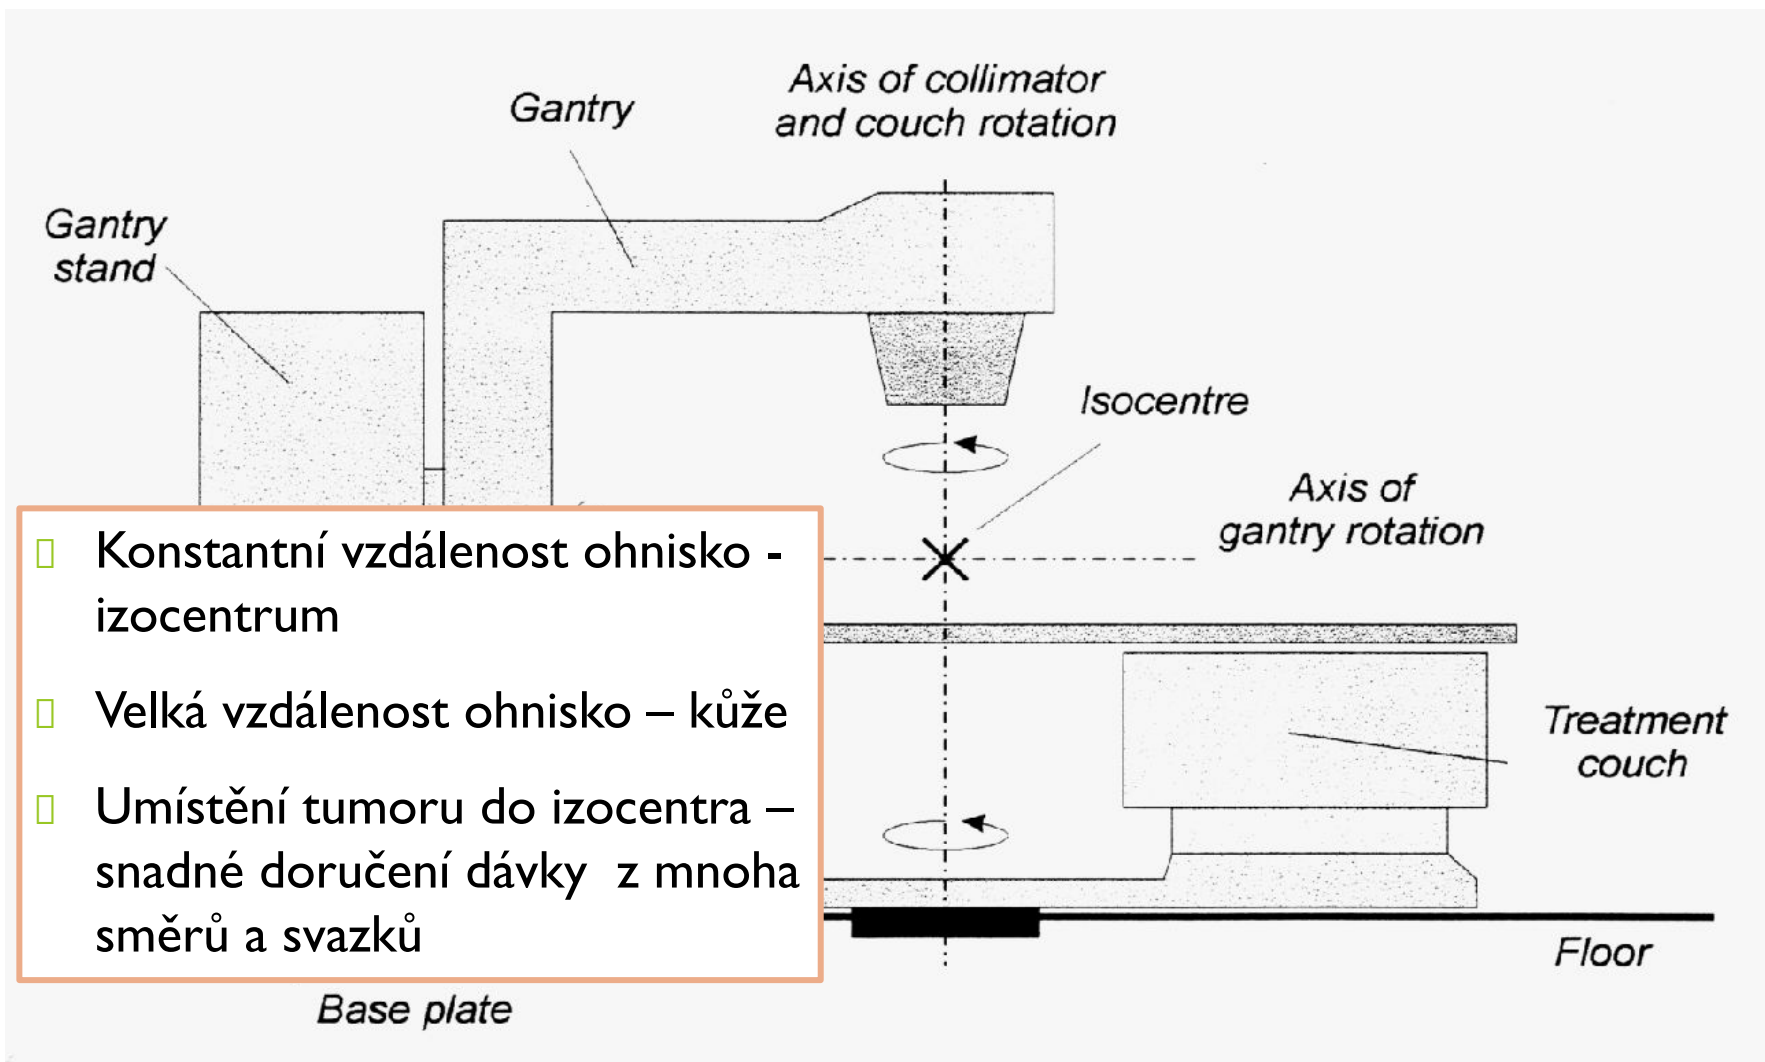 Axis of collimator
and couch rotation
Gantry
Gantry
stand
Isocentre
Axis of
gantry rotation
Konstantní vzdálenost ohnisko -
izocentrum
Velká vzdálenost ohnisko – kůže
Umístění tumoru do izocentra –
snadné doručení dávky z mnoha
směrů a svazků
Treatment
couch
Floor
Base plate